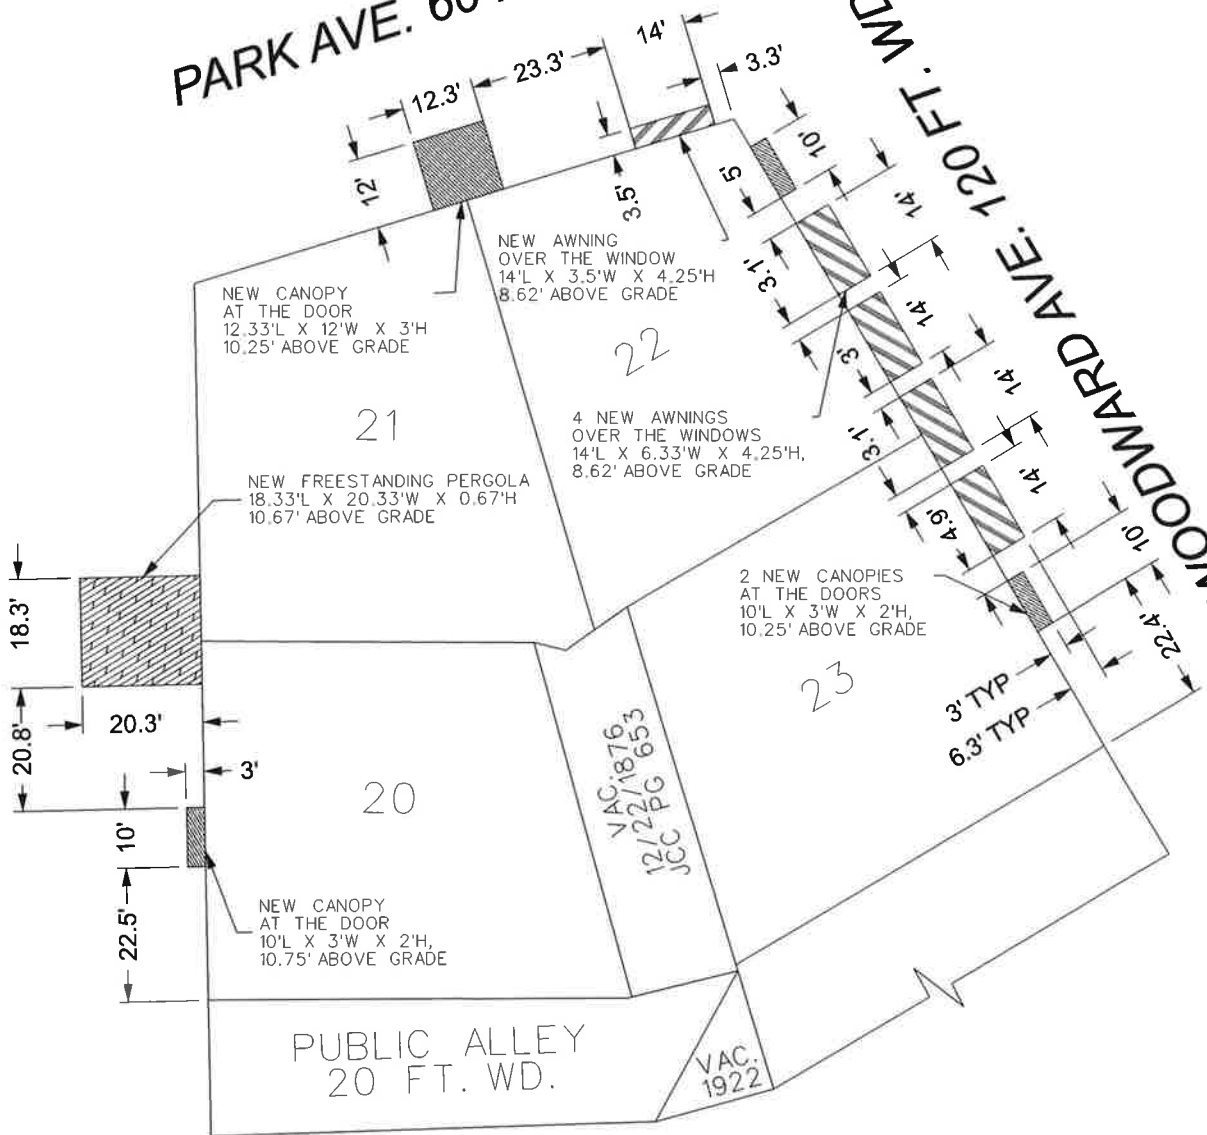 PARK AVE. 60
WD
120 FT.
WOODWARD AVE.
12.3'
23.3'
14'
3.3'
12'
3.5'
5'
10'
14'
3.1'
14'
3'
14'
3.1'
14'
4.9'
10'
22.4'
3' TYP
6.3' TYP
NEW AWNING
OVER THE WINDOW
14'L X 3.5'W X 4.25'H
8.62' ABOVE GRADE
NEW CANOPY
AT THE DOOR
12.33'L X 12'W X 3'H
10.25' ABOVE GRADE
22
21
4 NEW AWNINGS
OVER THE WINDOWS
14'L X 6.33'W X 4.25'H,
8.62' ABOVE GRADE
NEW FREESTANDING PERGOLA
18.33'L X 20.33'W X 0.67'H
10.67' ABOVE GRADE
2 NEW CANOPIES
AT THE DOORS
10'L X 3'W X 2'H,
10.25' ABOVE GRADE
23
18.3'
20.3'
20.8'
3'
10'
22.5'
20
VAC.
12/22/1876
JCC PG 653
NEW CANOPY
AT THE DOOR
10'L X 3'W X 2'H,
10.75' ABOVE GRADE
PUBLIC ALLEY
20 FT. WD.
VAC.
1922